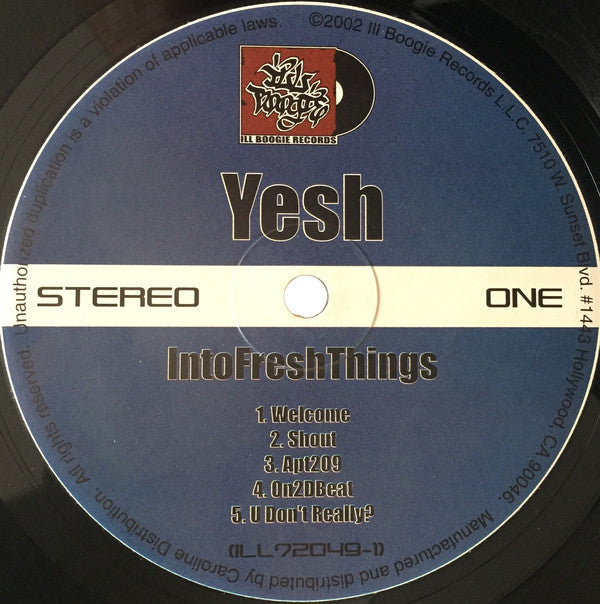 Ill Boogie
ILL BOOGIE RECORDS
Yesh
STEREO
ONE
IntoFreshThings
1. Welcome
2. Shout
3. Apt209
4. On2DBeat
5. U Don't Really?
(ILL72049-1)
©2002 Ill Boogie Records L.L.C. 7510 W. Sunset Blvd. #1443 Hollywood, CA 90046. Manufactured and distributed by Caroline Distribution. All rights reserved. Unauthorized duplication is a violation of applicable laws.